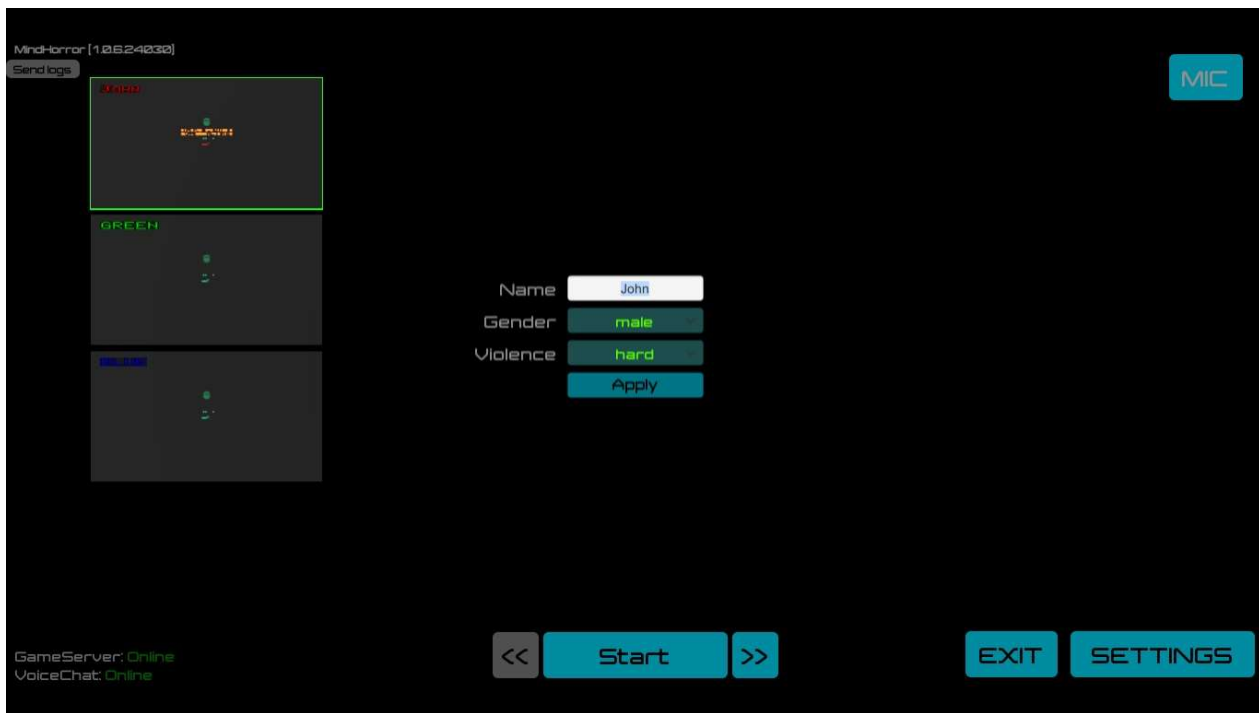 MindHorror [1.0.6.24030]
Send logs
MIC
GREEN
Name John
Gender male
Violence hard
Apply
GameServer: Online
VoiceChat: Online
<< Start >>
EXIT SETTINGS